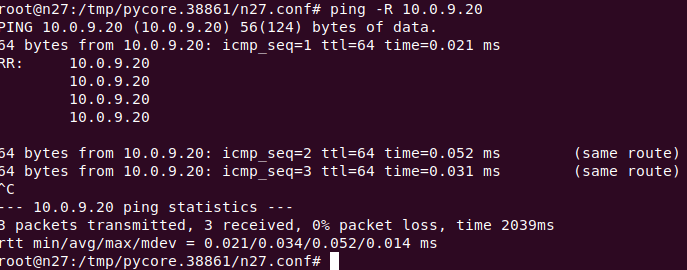 root@n27:/tmp/pycore.38861/n27.conf# ping -R 10.0.9.20
PING 10.0.9.20 (10.0.9.20) 56(124) bytes of data.
64 bytes from 10.0.9.20: icmp_seq=1 ttl=64 time=0.021 ms
RR:     10.0.9.20
        10.0.9.20
        10.0.9.20
        10.0.9.20
64 bytes from 10.0.9.20: icmp_seq=2 ttl=64 time=0.052 ms        (same route)
64 bytes from 10.0.9.20: icmp_seq=3 ttl=64 time=0.031 ms        (same route)
^C
--- 10.0.9.20 ping statistics ---
3 packets transmitted, 3 received, 0% packet loss, time 2039ms
rtt min/avg/max/mdev = 0.021/0.034/0.052/0.014 ms
root@n27:/tmp/pycore.38861/n27.conf#